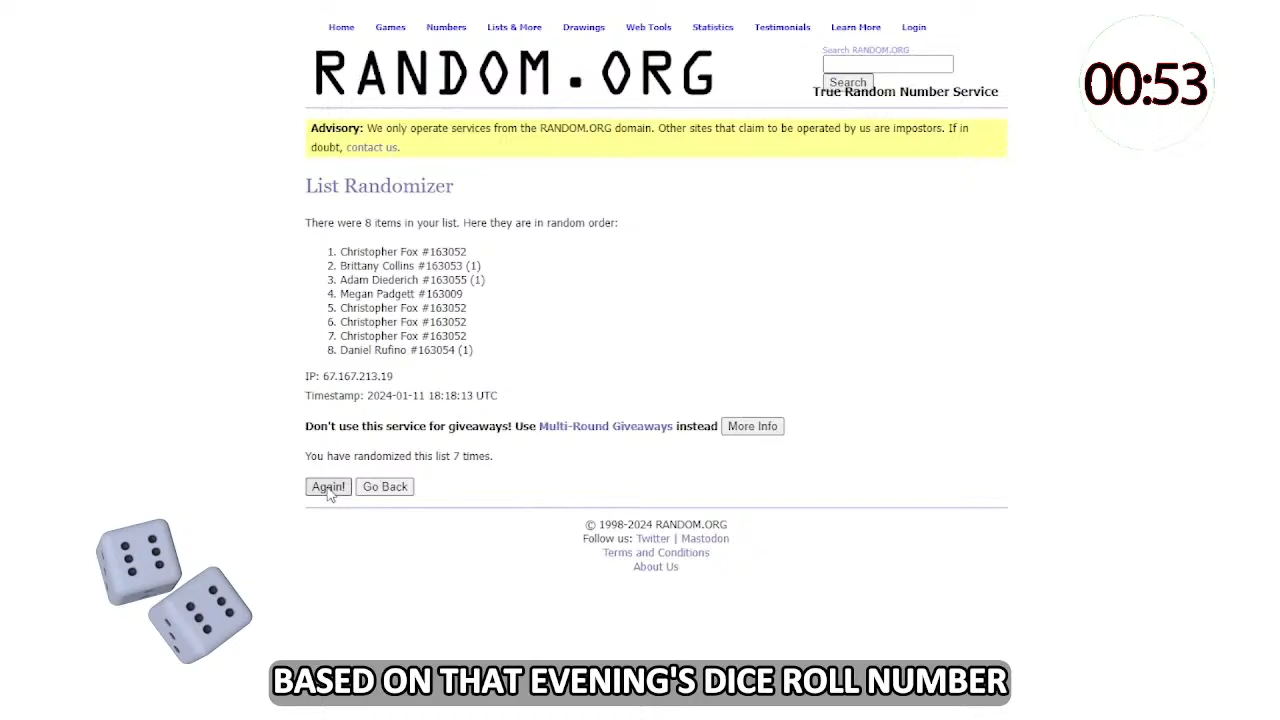 Home Games Numbers Lists & More Drawings Web Tools Statistics Testimonials Learn More Login
RANDOM.ORG
Search RANDOM.ORG
Search
True Random Number Service
00:53
Advisory: We only operate services from the RANDOM.ORG domain. Other sites that claim to be operated by us are impostors. If in
doubt, contact us.
List Randomizer
There were 8 items in your list. Here they are in random order:
1. Christopher Fox #163052
2. Brittany Collins #163053 (1)
3. Adam Diederich #163055 (1)
4. Megan Padgett #163009
5. Christopher Fox #163052
6. Christopher Fox #163052
7. Christopher Fox #163052
8. Daniel Rufino #163054 (1)
IP: 67.167.213.19
Timestamp: 2024-01-11 18:18:13 UTC
Don't use this service for giveaways! Use Multi-Round Giveaways instead More Info
You have randomized this list 7 times.
Again! Go Back
© 1998-2024 RANDOM.ORG
Follow us: Twitter | Mastodon
Terms and Conditions
About Us
BASED ON THAT EVENING'S DICE ROLL NUMBER